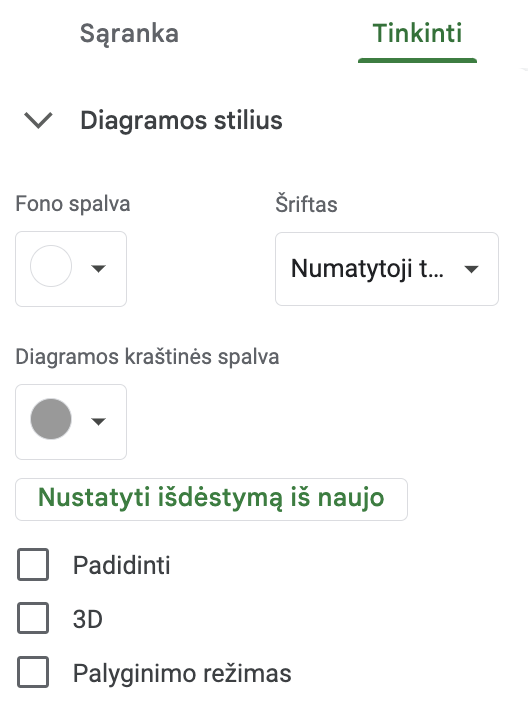 Sąranka
Tinkinti
Diagramos stilius
Fono spalva
Šriftas
Numatytoji t...
Diagramos kraštinės spalva
Nustatyti išdėstymą iš naujo
Padidinti
3D
Palyginimo režimas